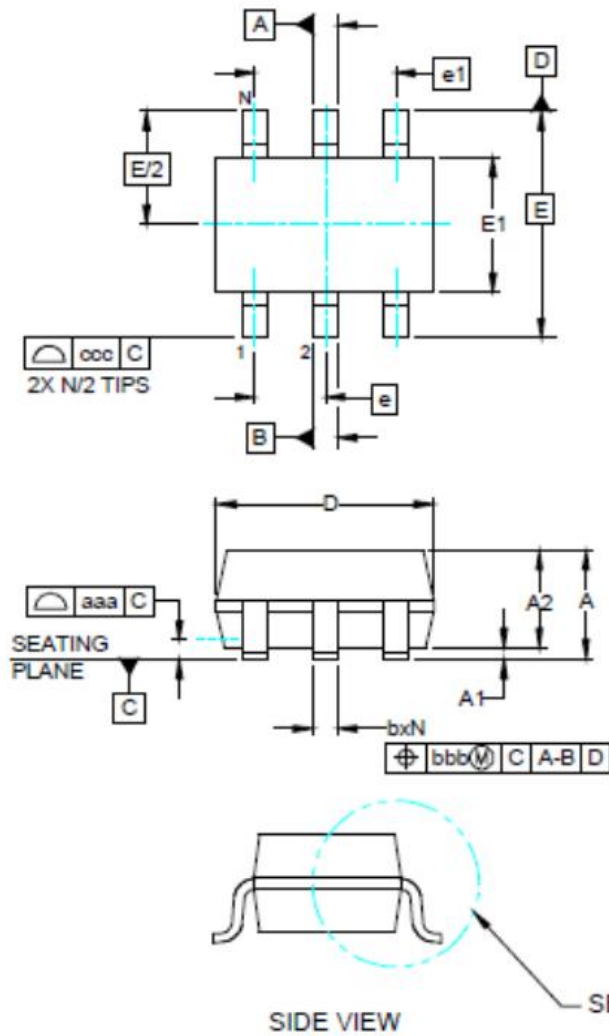 A
e1
D
N
E/2
E1
E
ccc C
1
2
2X N/2 TIPS
e
B
D
aaa C
A2
A
SEATING
PLANE
C
A1
bxN
bbb Ⓜ C A-B D
SIDE VIEW